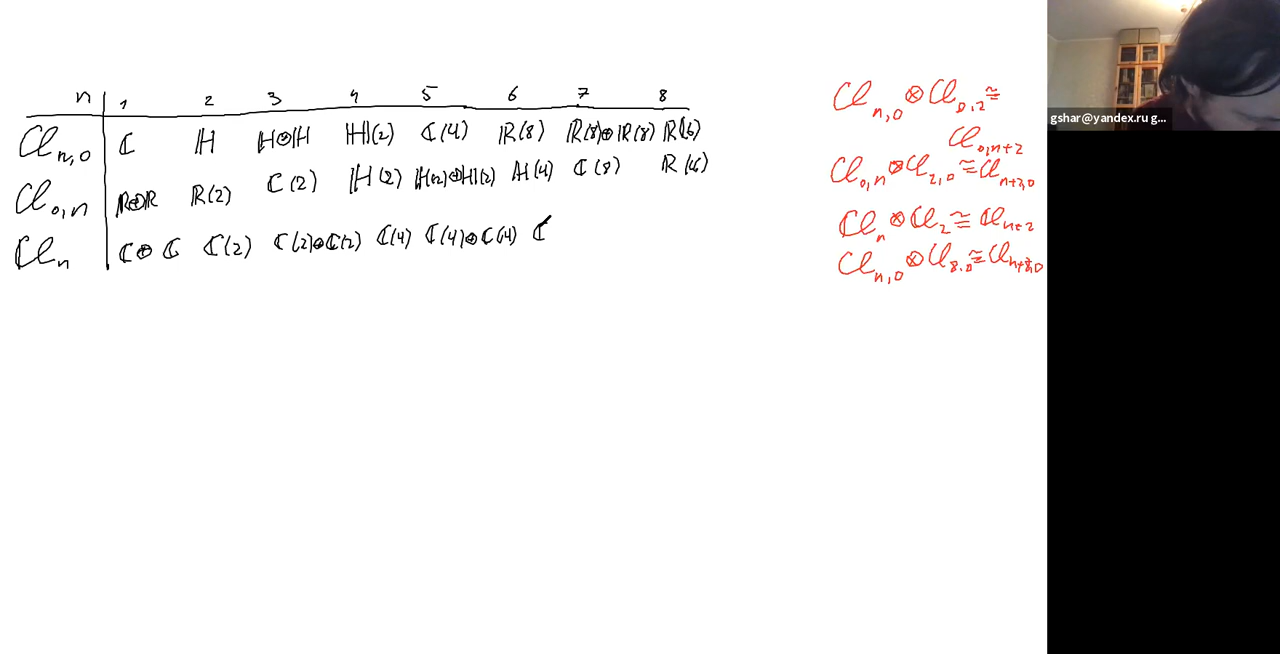 n 1 2 3 4 5 6 7 8
Cl_{n,0} ℂ ℍ ℍ⊕ℍ ℍ(2) ℂ(4) ℝ(8) ℝ(8)⊕ℝ(8) ℝ(16)
Cl_{0,n} ℝ⊕ℝ ℝ(2) ℂ(2) ℍ(2) ℍ(2)⊕ℍ(2) ℍ(4) ℂ(8) ℝ(16)
ℂl_n ℂ⊕ℂ ℂ(2) ℂ(2)⊕ℂ(2) ℂ(4) ℂ(4)⊕ℂ(4) ℂ
Cl_{n,0} ⊗ Cl_{0,2} ≅
Cl_{0,n+2}
Cl_{0,n} ⊗ Cl_{2,0} ≅ Cl_{n+2,0}
ℂl_n ⊗ ℂl_2 ≅ ℂl_{n+2}
Cl_{n,0} ⊗ Cl_{8,0} ≅ Cl_{n+8,0}
gshar@yandex.ru g...